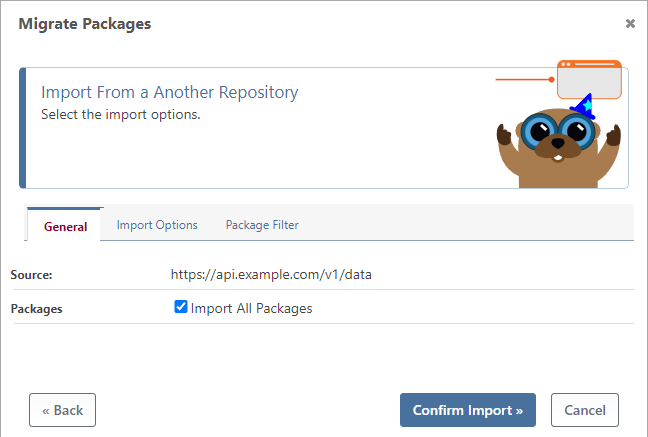 Migrate Packages
Import From a Another Repository
Select the import options.
General Import Options Package Filter
Source: https://api.example.com/v1/data
Packages Import All Packages
« Back Confirm Import » Cancel